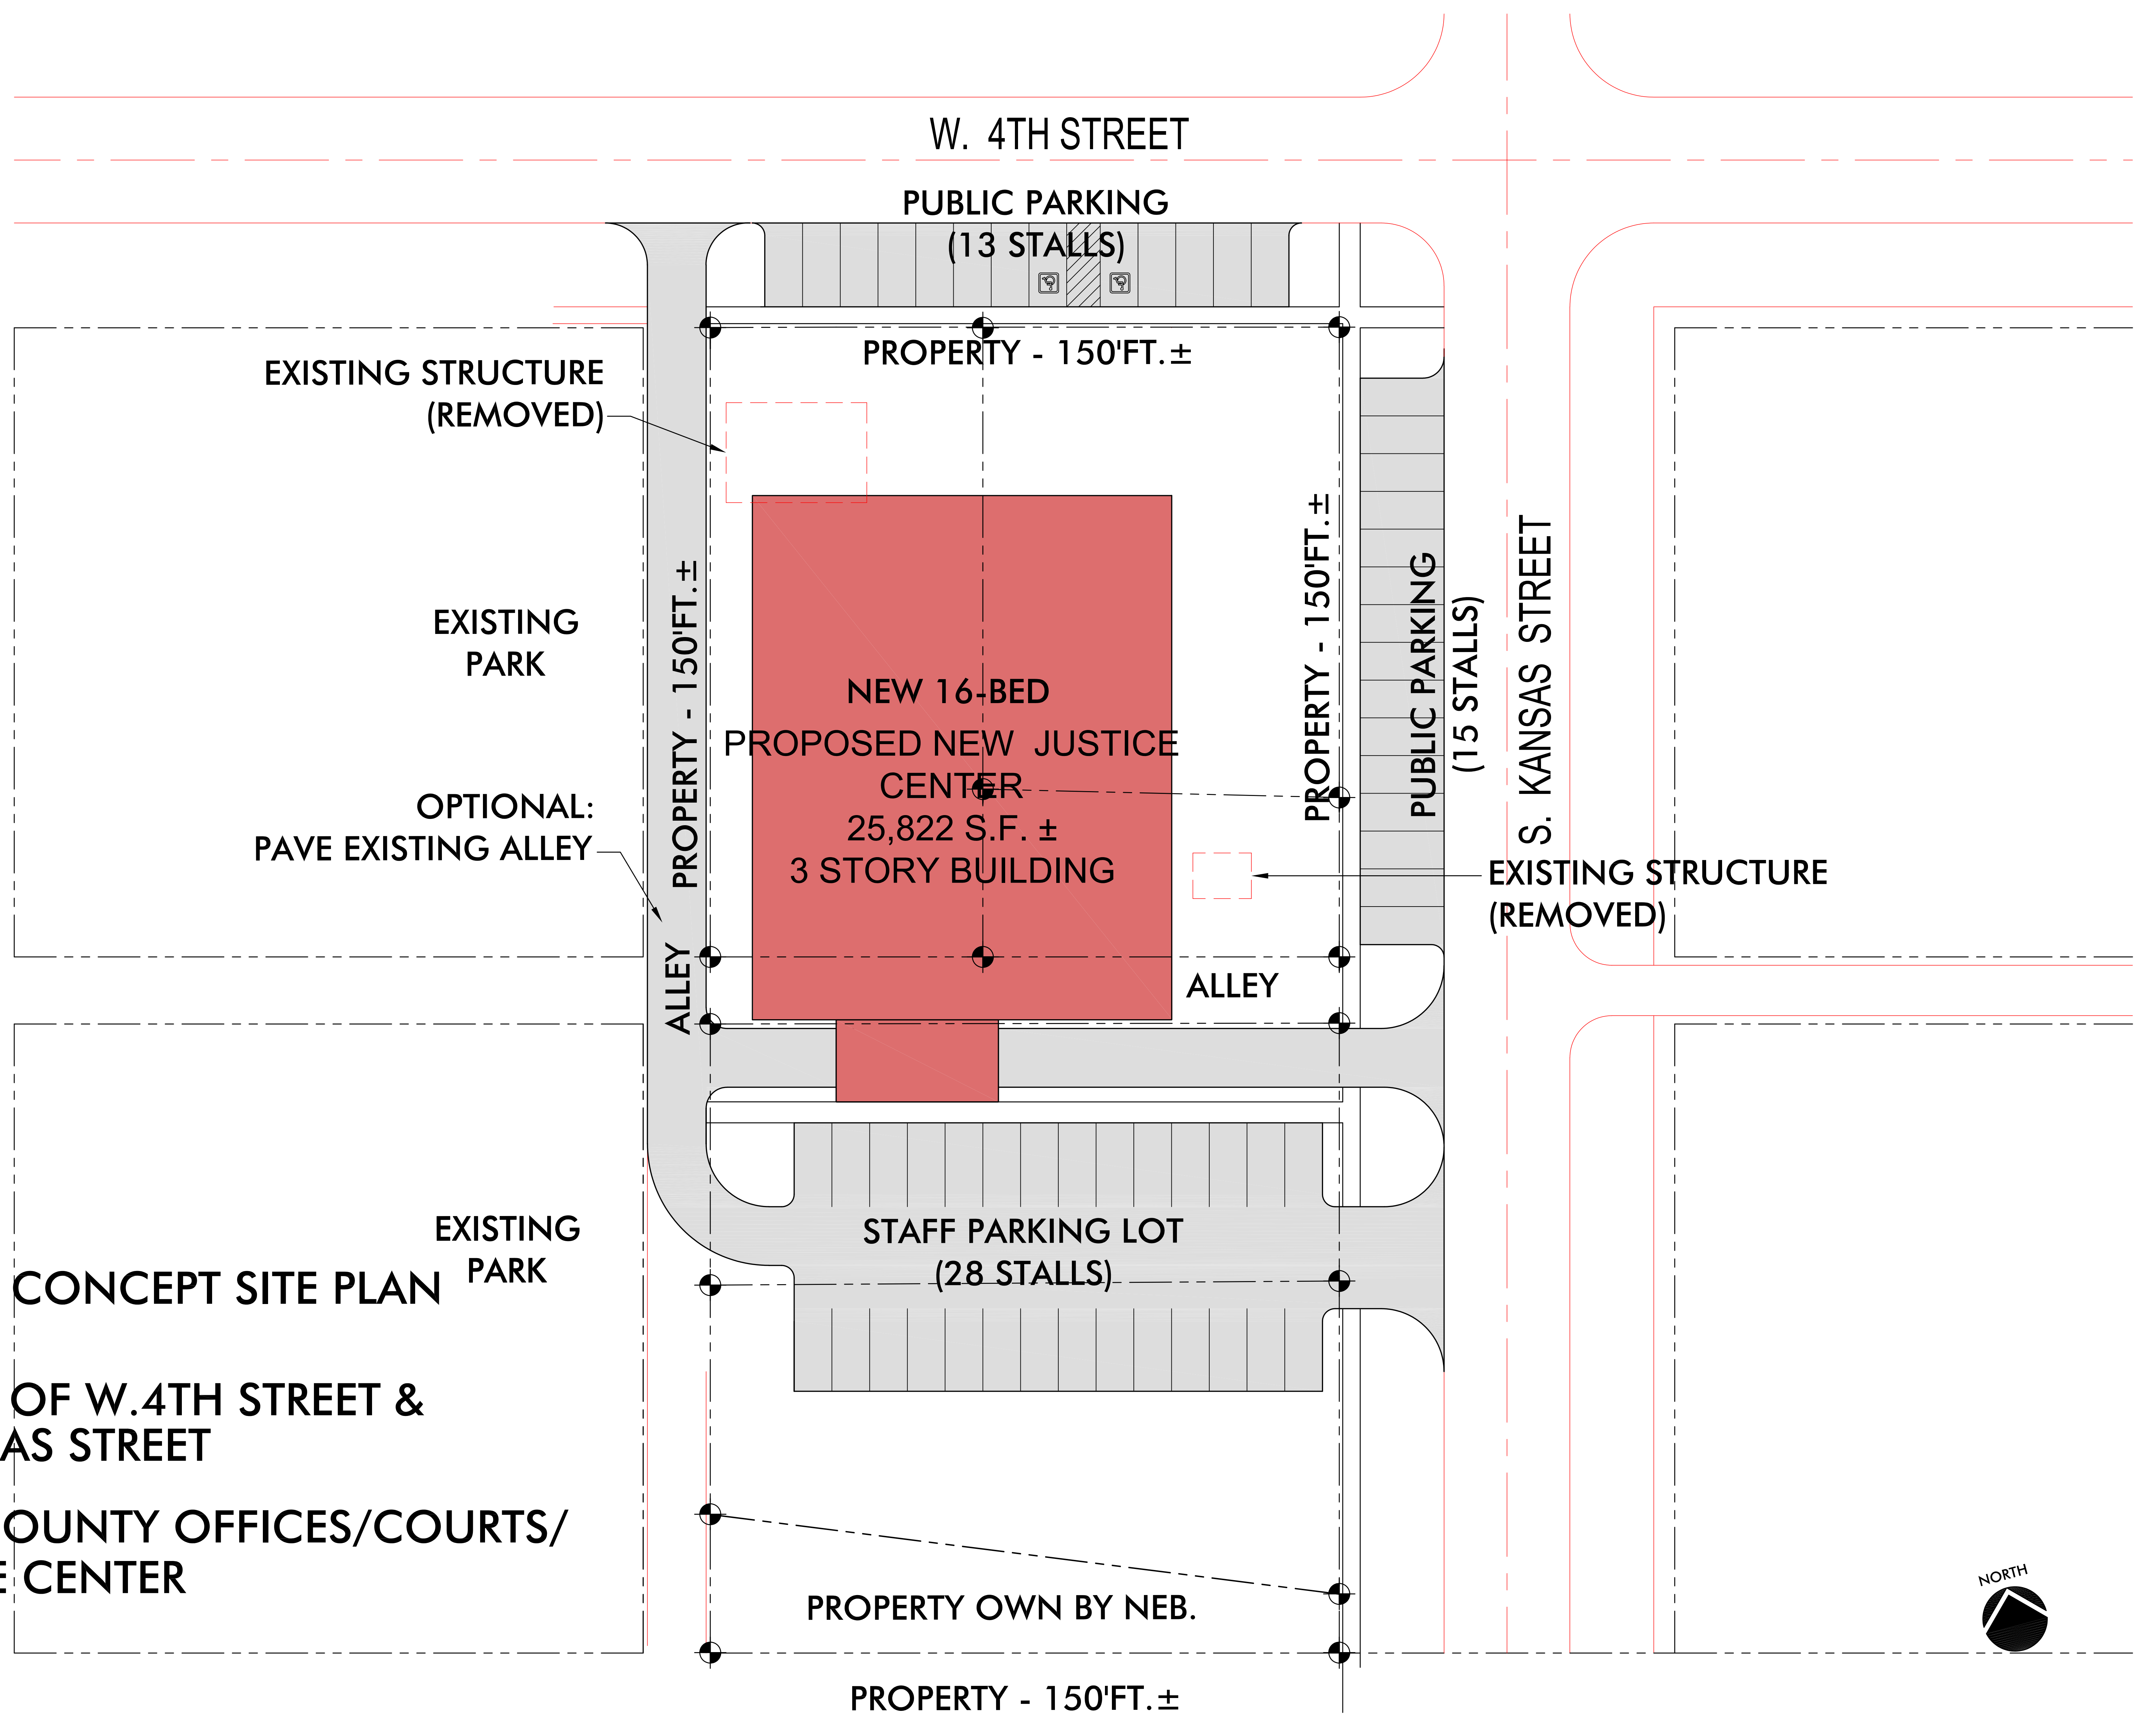 W. 4TH STREET
PUBLIC PARKING
(13 STALLS)
PROPERTY - 150'FT.±
EXISTING STRUCTURE
(REMOVED)
EXISTING
PARK
PROPERTY - 150'FT.±
PROPERTY - 150'FT.±
PUBLIC PARKING
(15 STALLS)
S. KANSAS STREET
NEW 16-BED
PROPOSED NEW JUSTICE
CENTER
25,822 S.F. ±
3 STORY BUILDING
OPTIONAL:
PAVE EXISTING ALLEY
EXISTING STRUCTURE
(REMOVED)
ALLEY
ALLEY
STAFF PARKING LOT
(28 STALLS)
EXISTING
PARK
CONCEPT SITE PLAN
OF W.4TH STREET &
AS STREET
OUNTY OFFICES/COURTS/
E CENTER
PROPERTY OWN BY NEB.
PROPERTY - 150'FT.±
NORTH